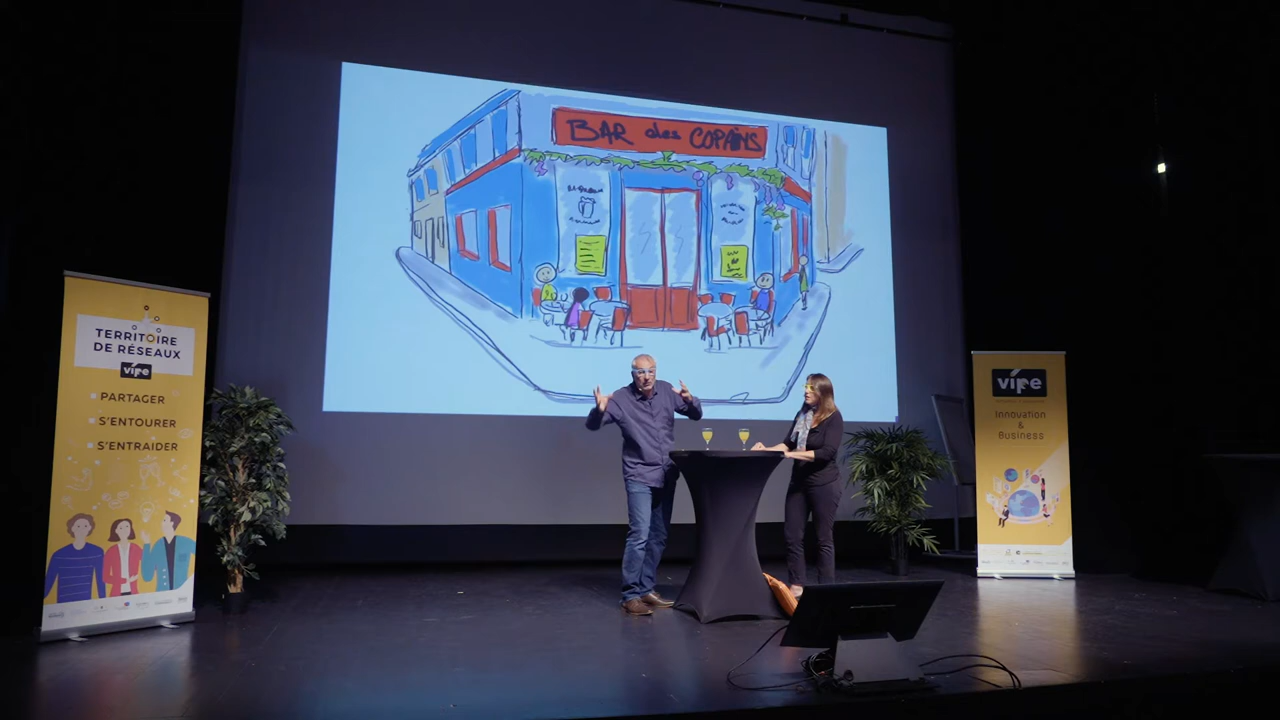 BAR des COPAINS
TERRITOIRE
DE RÉSEAUX
vipe
PARTAGER
S'ENTOURER
S'ENTRAIDER
vipe
Innovation
&
Business